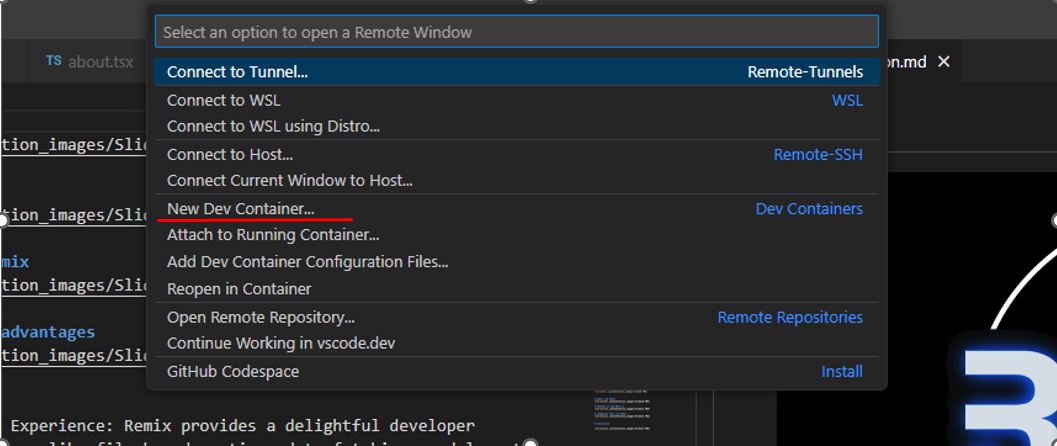 Select an option to open a Remote Window
TS about.tsx
on.md
Connect to Tunnel... Remote-Tunnels
Connect to WSL WSL
Connect to WSL using Distro...
tion_images/Slid
Connect to Host... Remote-SSH
Connect Current Window to Host...
New Dev Container... Dev Containers
tion_images/Slid
Attach to Running Container...
mix
Add Dev Container Configuration Files...
tion_images/Slid
Reopen in Container
Open Remote Repository... Remote Repositories
advantages
Continue Working in vscode.dev
tion_images/Slid
GitHub Codespace Install
Experience: Remix provides a delightful developer